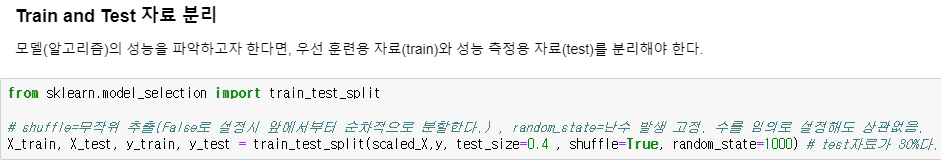 Train and Test 자료 분리
모델(알고리즘)의 성능을 파악하고자 한다면, 우선 훈련용 자료(train)와 성능 측정용 자료(test)를 분리해야 한다.
from sklearn.model_selection import train_test_split
# shuffle=무작위 추출(False로 설정시 앞에서부터 순차적으로 분할한다.) , random_state=난수 발생 고정. 수를 임의로 설정해도 상관없음.
X_train, X_test, y_train, y_test = train_test_split(scaled_X,y, test_size=0.4 , shuffle=True, random_state=1000) # test자료가 30%다.